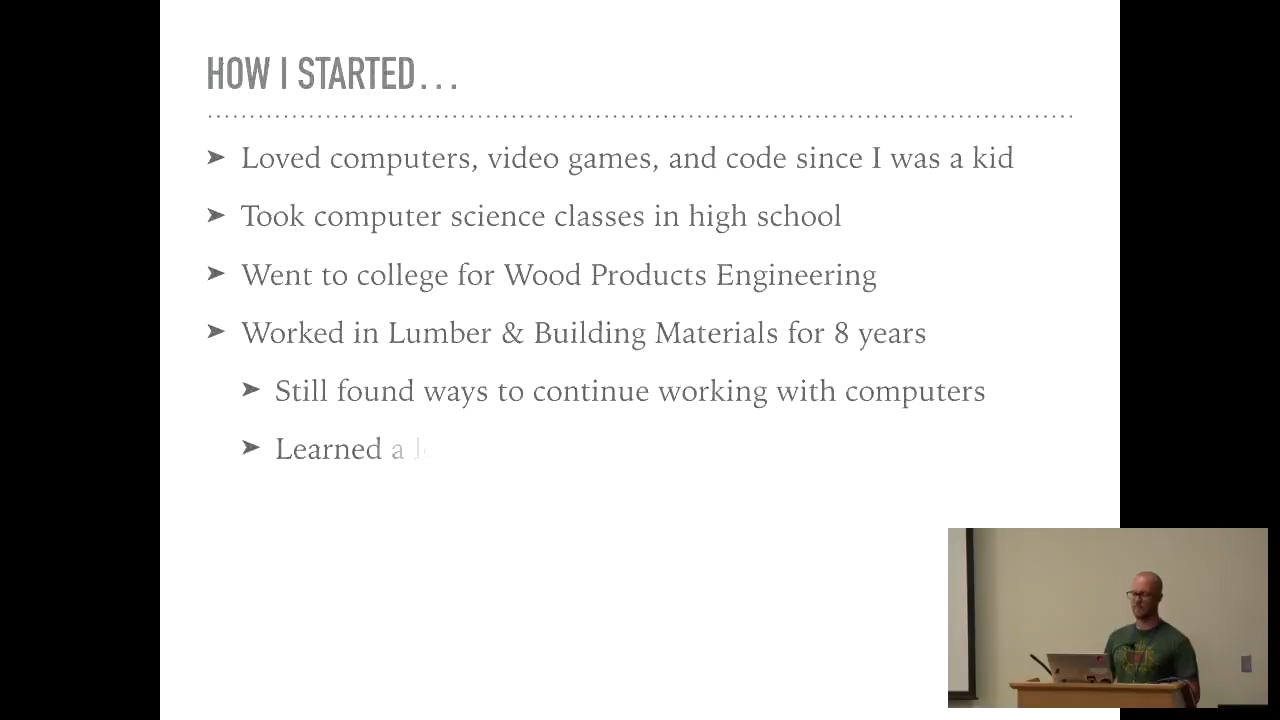 HOW I STARTED...
➤ Loved computers, video games, and code since I was a kid
➤ Took computer science classes in high school
➤ Went to college for Wood Products Engineering
➤ Worked in Lumber & Building Materials for 8 years
➤ Still found ways to continue working with computers
➤ Learned a